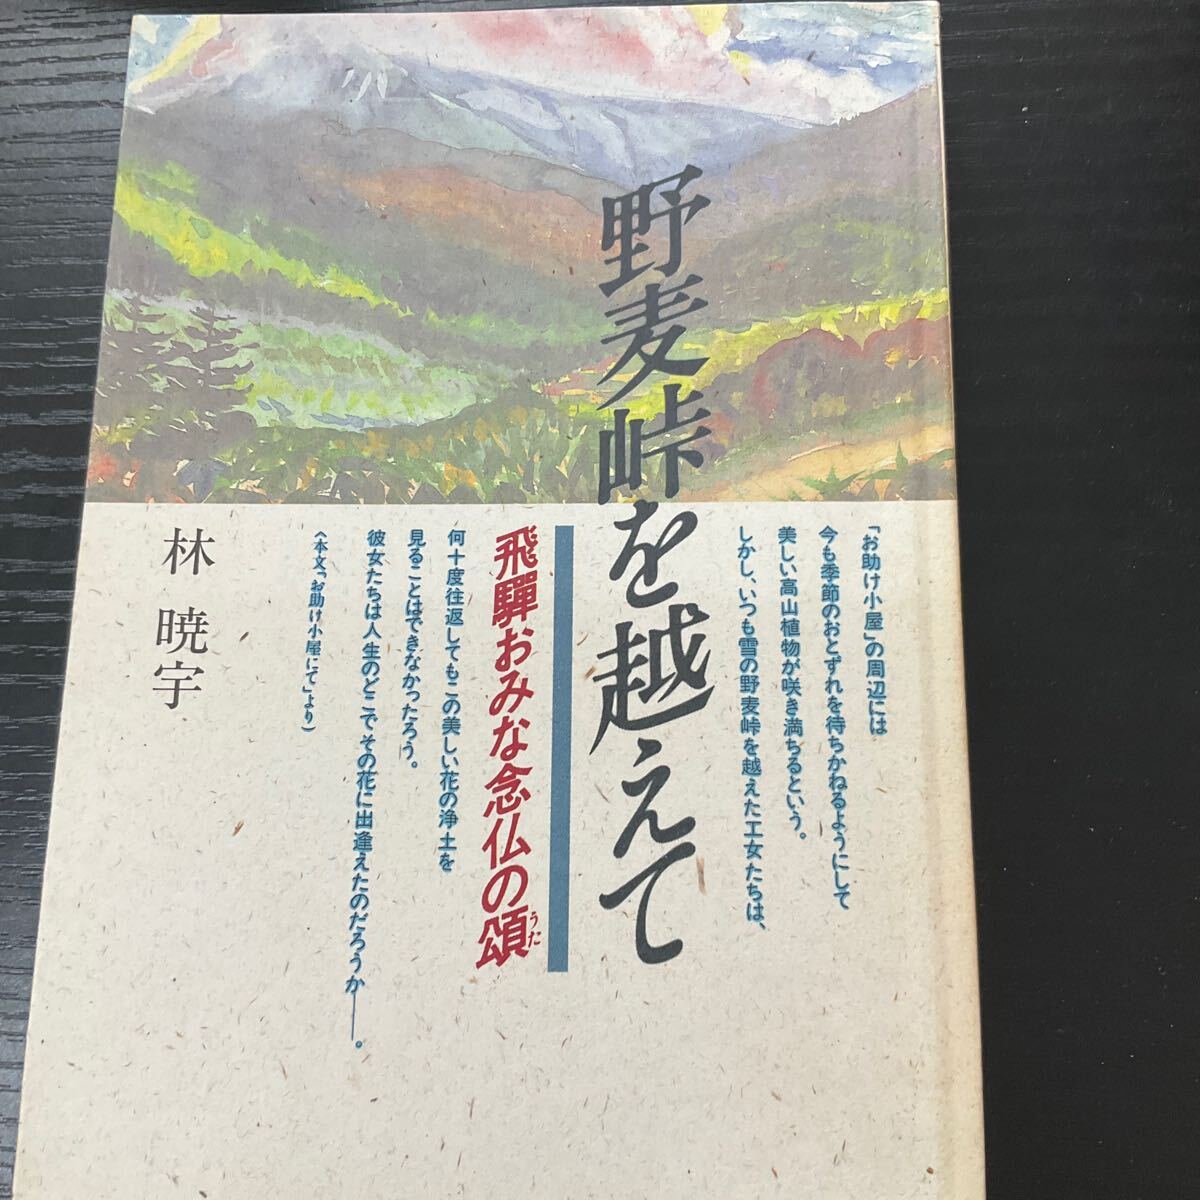 「お助け小屋」の周辺には
今も季節のおとずれを待ちかねるようにして
美しい高山植物が咲き満ちるという。
しかし、いつも雪の野麦峠を越えた工女たちは、
野麦峠を越えて
飛騨おみな念仏の頌
うた
何十度往返してもこの美しい花の浄土を
見ることはできなかったろう。
彼女たちは人生のどこでその花に出逢えたのだろうか――。
(本文「お助け小屋にて」より)
林 暁宇